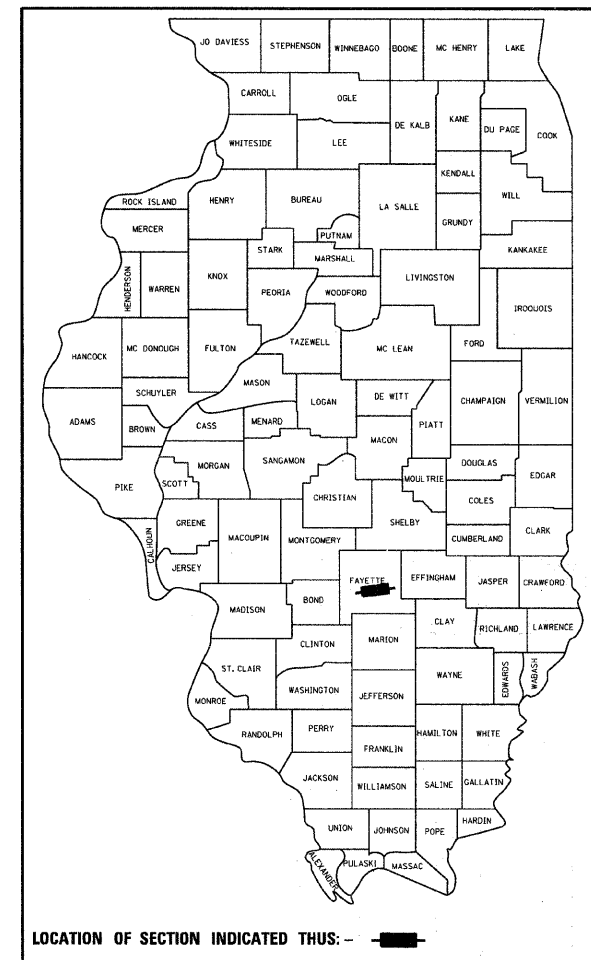 JO DAVIESS STEPHENSON WINNEBAGO BOONE MC HENRY LAKE
CARROLL OGLE DE KALB KANE DU PAGE COOK
WHITESIDE LEE
KENDALL WILL
ROCK ISLAND HENRY BUREAU LA SALLE GRUNDY
MERCER PUTNAM
STARK MARSHALL KANKAKEE
HENDERSON WARREN KNOX PEORIA WOODFORD LIVINGSTON IROQUOIS
HANCOCK MC DONOUGH FULTON TAZEWELL MC LEAN FORD
MASON
SCHUYLER LOGAN DE WITT CHAMPAIGN VERMILION
ADAMS BROWN CASS MENARD MACON PIATT
MORGAN SANGAMON DOUGLAS
PIKE SCOTT CHRISTIAN MOULTRIE COLES EDGAR
GREENE MACOUPIN MONTGOMERY SHELBY CUMBERLAND CLARK
CALHOUN JERSEY
FAYETTE EFFINGHAM JASPER CRAWFORD
MADISON BOND
CLAY RICHLAND LAWRENCE
CLINTON MARION
ST. CLAIR WAYNE EDWARDS WABASH
WASHINGTON JEFFERSON
MONROE
RANDOLPH PERRY HAMILTON WHITE
FRANKLIN
JACKSON WILLIAMSON SALINE GALLATIN
UNION JOHNSON POPE HARDIN
ALEXANDER PULASKI MASSAC
LOCATION OF SECTION INDICATED THUS: -